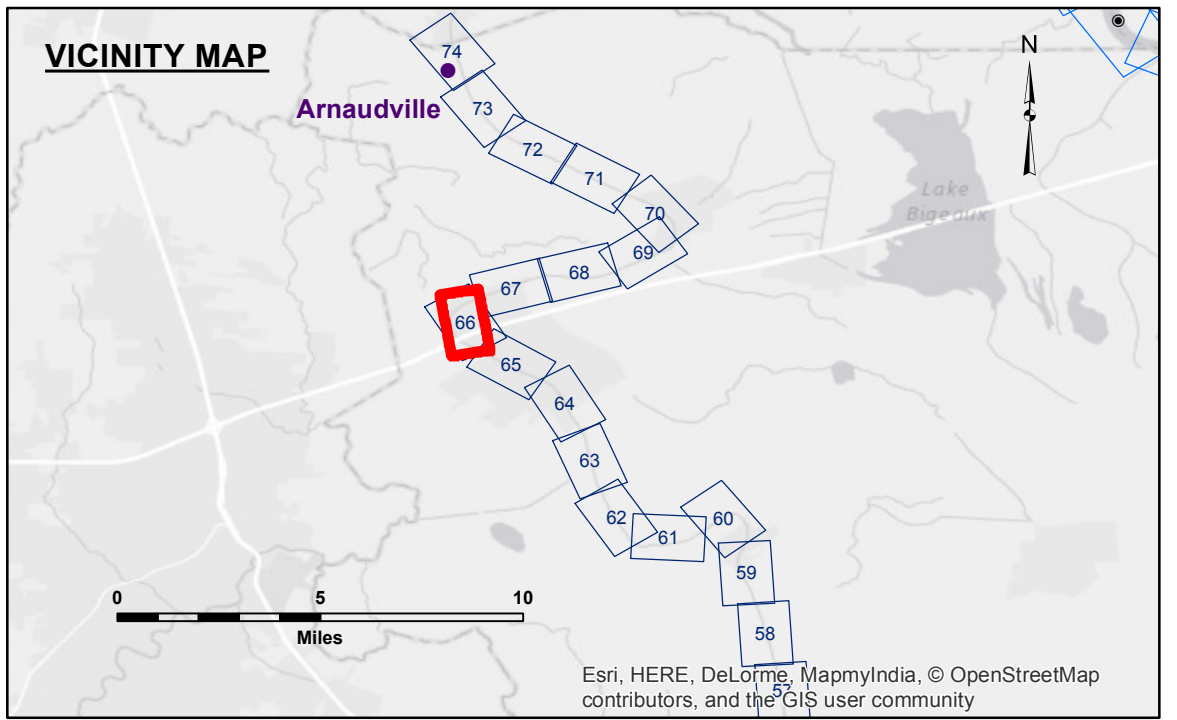 VICINITY MAP
N
74
Arnaudville
73
72
71
70
Lake
Bigeaux
69
68
67
66
65
64
63
62
61
60
59
58
57
0 5 10
Miles
Esri, HERE, DeLorme, MapmyIndia, © OpenStreetMap
contributors, and the GIS user community